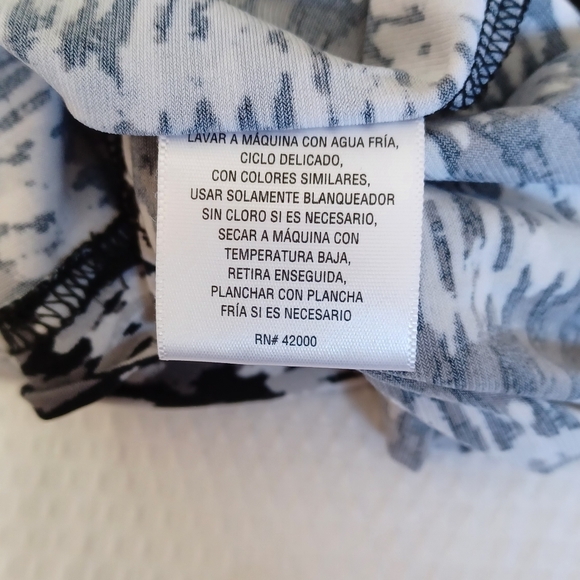 LAVAR A MÁQUINA CON AGUA FRÍA,
CICLO DELICADO,
CON COLORES SIMILARES,
USAR SOLAMENTE BLANQUEADOR
SIN CLORO SI ES NECESARIO,
SECAR A MÁQUINA CON
TEMPERATURA BAJA,
RETIRA ENSEGUIDA,
PLANCHAR CON PLANCHA
FRÍA SI ES NECESARIO
RN# 42000